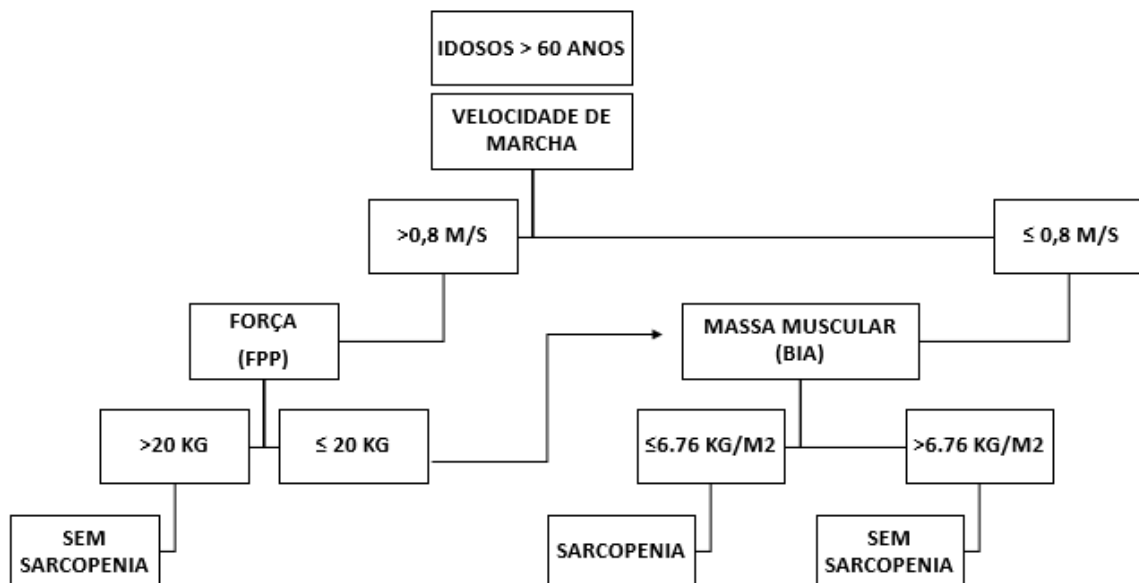 IDOSOS > 60 ANOS
VELOCIDADE DE
MARCHA
>0,8 M/S
≤ 0,8 M/S
FORÇA
(FPP)
MASSA MUSCULAR
(BIA)
>20 KG
≤ 20 KG
≤6.76 KG/M2
>6.76 KG/M2
SEM
SARCOPENIA
SARCOPENIA
SEM
SARCOPENIA